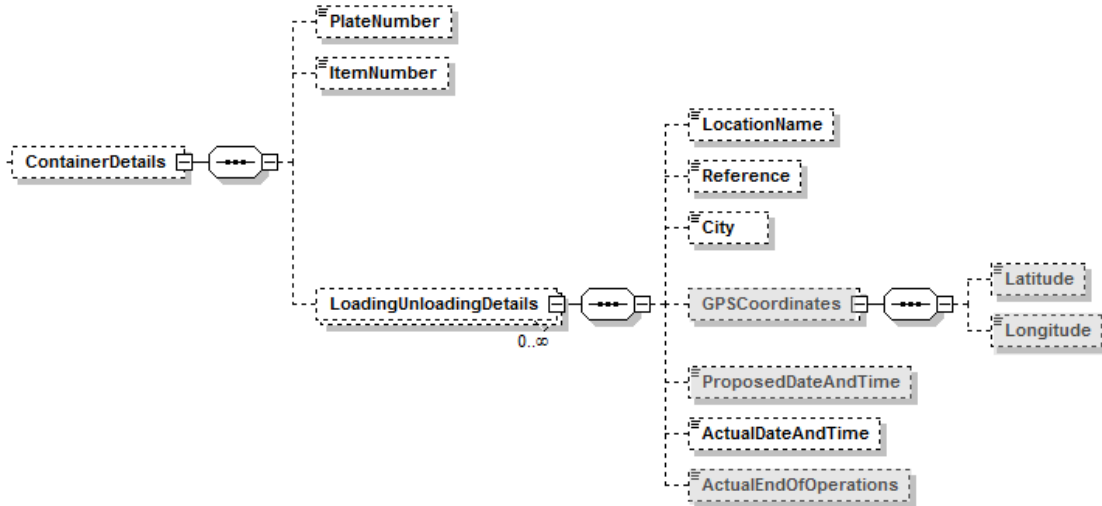 PlateNumber
ItemNumber
ContainerDetails
LocationName
Reference
City
LoadingUnloadingDetails
0..∞
GPSCoordinates
Latitude
Longitude
ProposedDateAndTime
ActualDateAndTime
ActualEndOfOperations